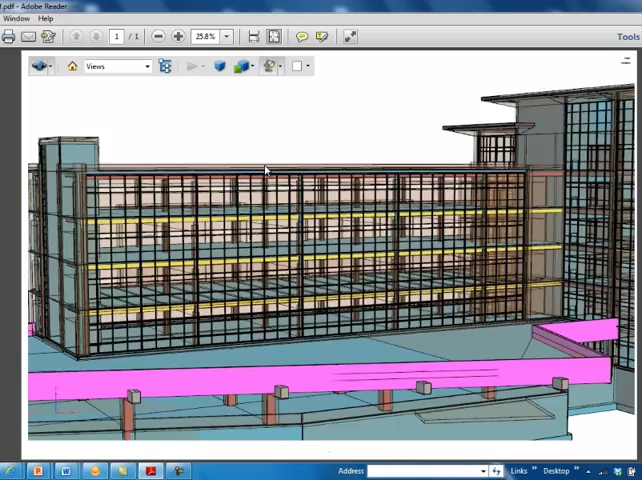 f.pdf - Adobe Reader
Window Help
1 / 1 25.8% Tools
Views
Address Links » Desktop »